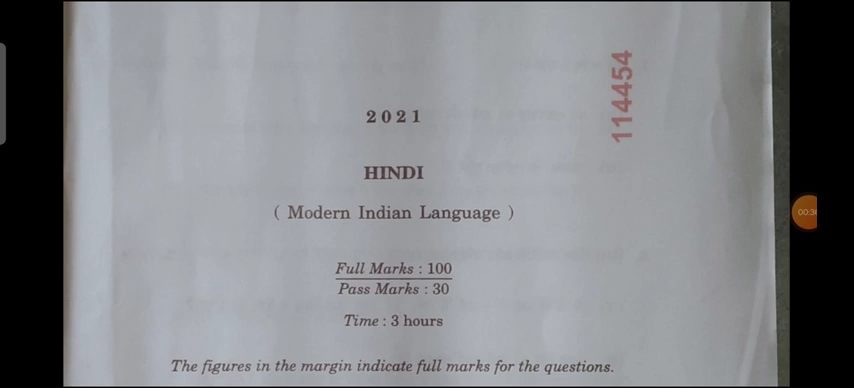 114454
2021
HINDI
( Modern Indian Language )
Full Marks : 100
Pass Marks : 30
Time : 3 hours
The figures in the margin indicate full marks for the questions.